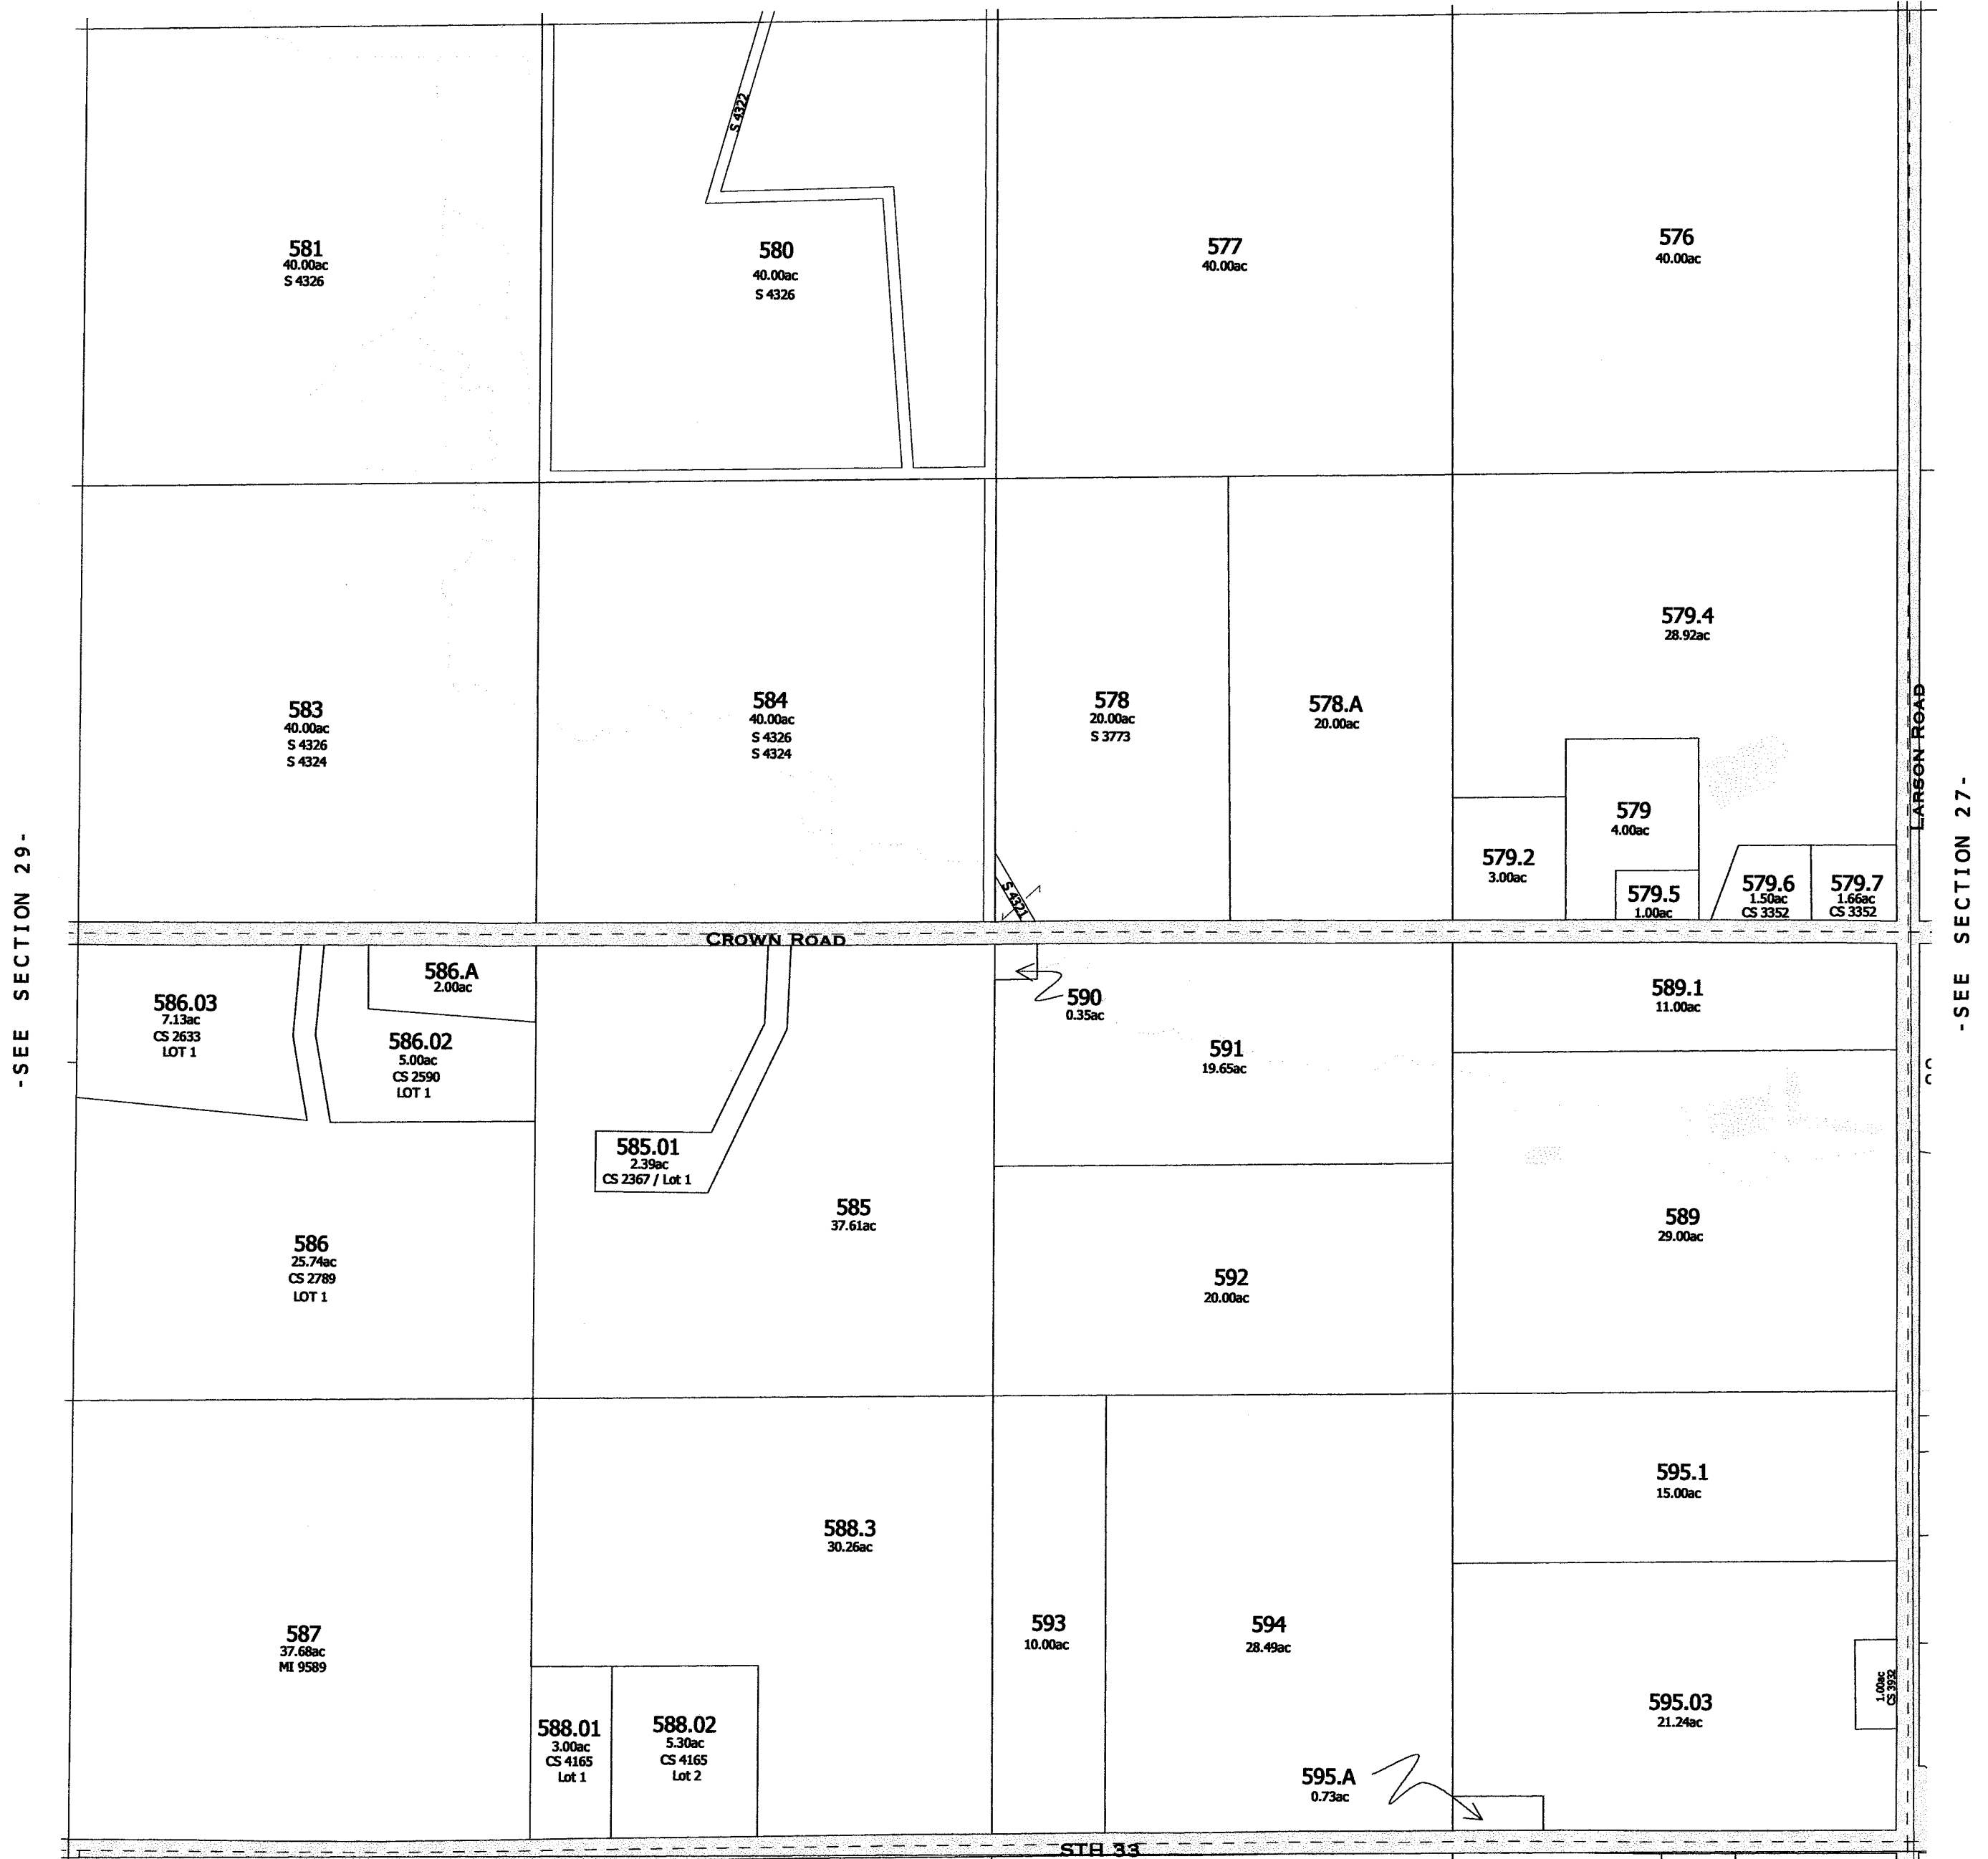 S 4322
581
40.00ac
S 4326
580
40.00ac
S 4326
577
40.00ac
576
40.00ac
583
40.00ac
S 4326
S 4324
584
40.00ac
S 4326
S 4324
578
20.00ac
S 3773
578.A
20.00ac
579.4
28.92ac
579
4.00ac
579.2
3.00ac
579.5
1.00ac
579.6
1.50ac
CS 3352
579.7
1.66ac
CS 3352
S 4321
LARSON ROAD
-SEE SECTION 29-
-SEE SECTION 27-
CROWN ROAD
586.03
7.13ac
CS 2633
LOT 1
586.A
2.00ac
586.02
5.00ac
CS 2590
LOT 1
590
0.35ac
591
19.65ac
589.1
11.00ac
585.01
2.39ac
CS 2367 / Lot 1
585
37.61ac
586
25.74ac
CS 2789
LOT 1
592
20.00ac
589
29.00ac
588.3
30.26ac
595.1
15.00ac
587
37.68ac
MI 9589
593
10.00ac
594
28.49ac
595.03
21.24ac
1.00ac
CS 3932
588.01
3.00ac
CS 4165
Lot 1
588.02
5.30ac
CS 4165
Lot 2
595.A
0.73ac
STH 33